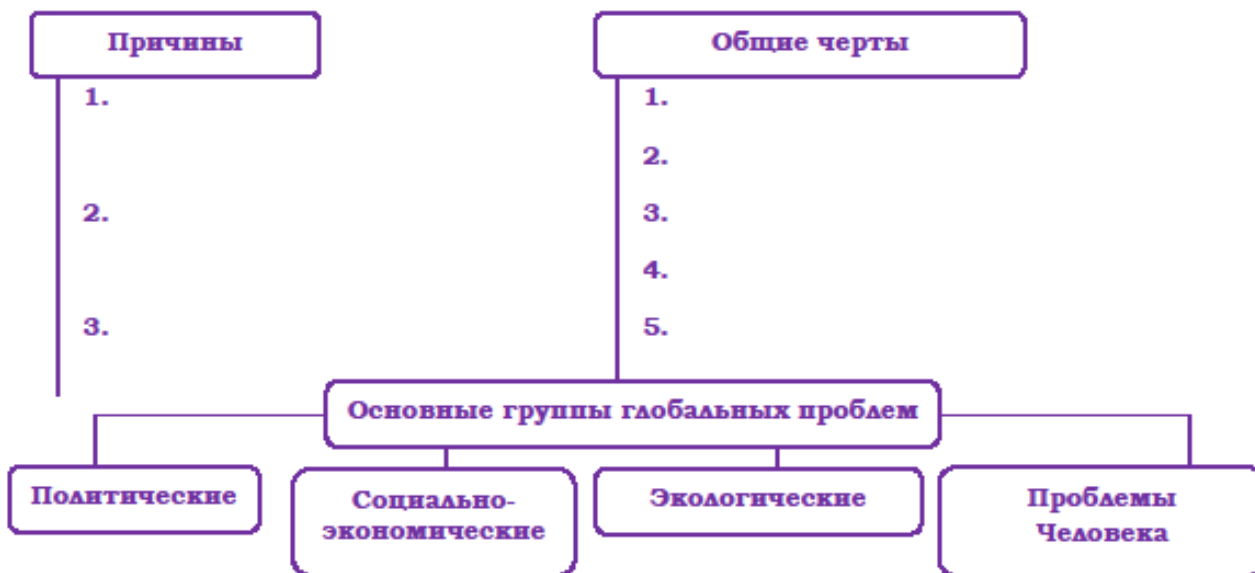 Причины
1.
2.
3.
Общие черты
1.
2.
3.
4.
5.
Основные группы глобальных проблем
Политические
Социально-
экономические
Экологические
Проблемы
Человека